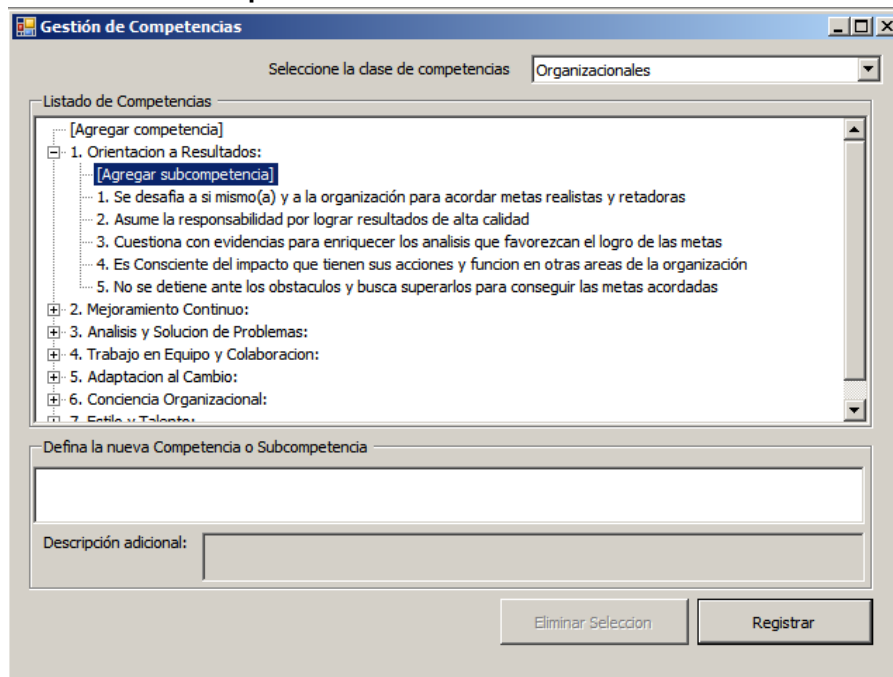 Gestión de Competencias
Seleccione la clase de competencias Organizacionales
Listado de Competencias
[Agregar competencia]
1. Orientacion a Resultados:
[Agregar subcompetencia]
1. Se desafia a si mismo(a) y a la organización para acordar metas realistas y retadoras
2. Asume la responsabilidad por lograr resultados de alta calidad
3. Cuestiona con evidencias para enriquecer los analisis que favorezcan el logro de las metas
4. Es Consciente del impacto que tienen sus acciones y funcion en otras areas de la organización
5. No se detiene ante los obstaculos y busca superarlos para conseguir las metas acordadas
2. Mejoramiento Continuo:
3. Analisis y Solucion de Problemas:
4. Trabajo en Equipo y Colaboracion:
5. Adaptacion al Cambio:
6. Conciencia Organizacional:
7. Estilo y Talento:
Defina la nueva Competencia o Subcompetencia
Descripción adicional:
Eliminar Seleccion Registrar